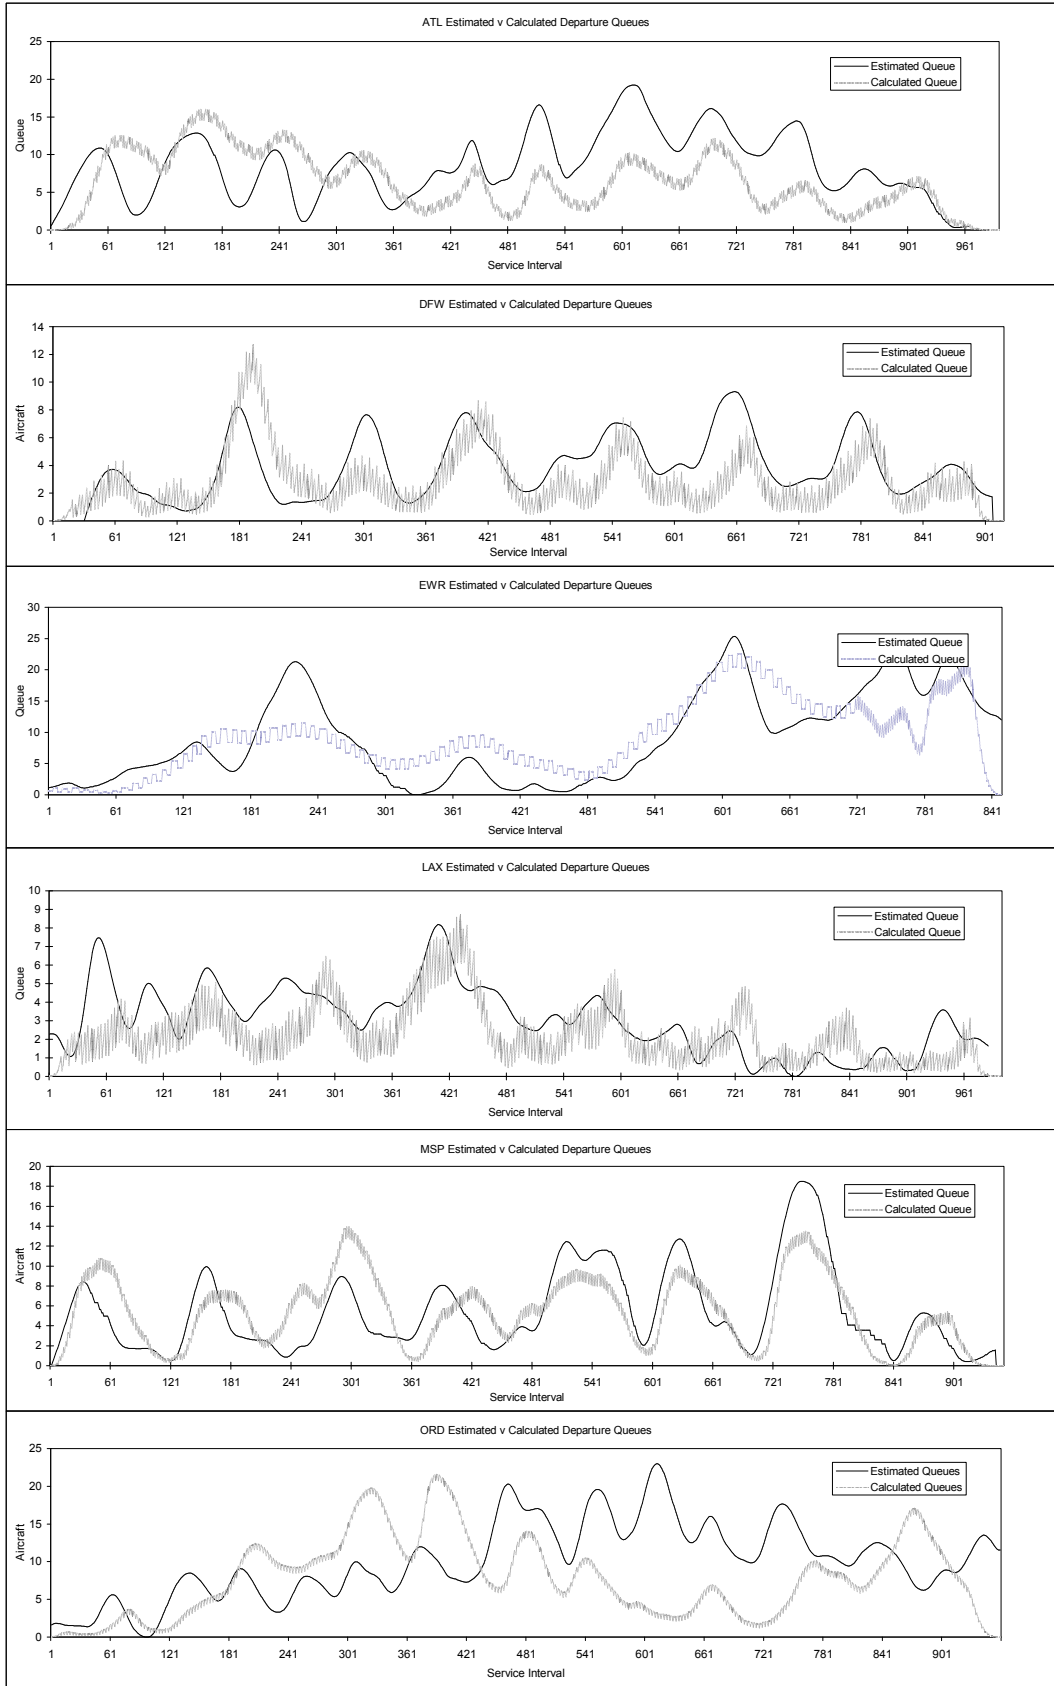 ATL Estimated v Calculated Departure Queues
25
20
15
10
5
0
Queue
Estimated Queue
Calculated Queue
1 61 121 181 241 301 361 421 481 541 601 661 721 781 841 901 961
Service Interval
DFW Estimated v Calculated Departure Queues
14
12
10
8
6
4
2
0
Aircraft
Estimated Queue
Calculated Queue
1 61 121 181 241 301 361 421 481 541 601 661 721 781 841 901
Service Interval
EWR Estimated v Calculated Departure Queues
30
25
20
15
10
5
0
Queue
Estimated Queue
Calculated Queue
1 61 121 181 241 301 361 421 481 541 601 661 721 781 841
Service Interval
LAX Estimated v Calculated Departure Queues
10
9
8
7
6
5
4
3
2
1
0
Queue
Estimated Queue
Calculated Queue
1 61 121 181 241 301 361 421 481 541 601 661 721 781 841 901 961
Service Interval
MSP Estimated v Calculated Departure Queues
20
18
16
14
12
10
8
6
4
2
0
Aircraft
Estimated Queue
Calculated Queue
1 61 121 181 241 301 361 421 481 541 601 661 721 781 841 901
Service Interval
ORD Estimated v Calculated Departure Queues
25
20
15
10
5
0
Aircraft
Estimated Queues
Calculated Queues
1 61 121 181 241 301 361 421 481 541 601 661 721 781 841 901
Service Interval